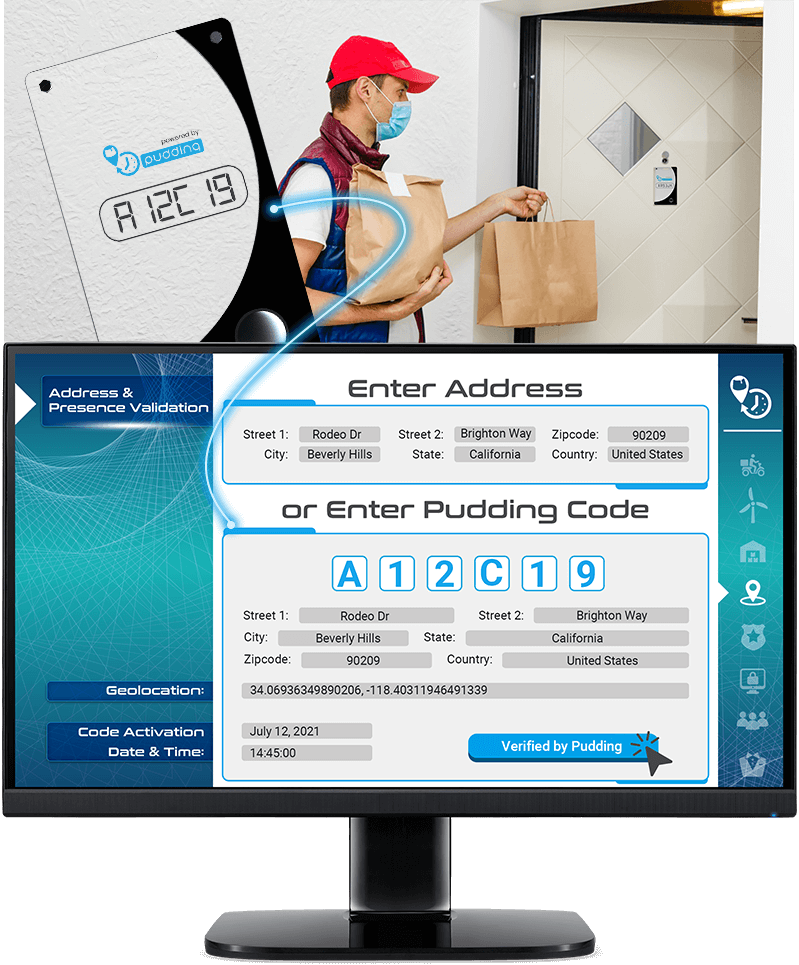 powered by
pudding
A12C19
Address &
Presence Validation
Enter Address
Street 1: Rodeo Dr Street 2: Brighton Way Zipcode: 90209
City: Beverly Hills State: California Country: United States
or Enter Pudding Code
A 1 2 C 1 9
Street 1: Rodeo Dr Street 2: Brighton Way
City: Beverly Hills State: California
Zipcode: 90209 Country: United States
Geolocation: 34.06936349890206, -118.40311946491339
Code Activation July 12, 2021
Date & Time: 14:45:00
Verified by Pudding